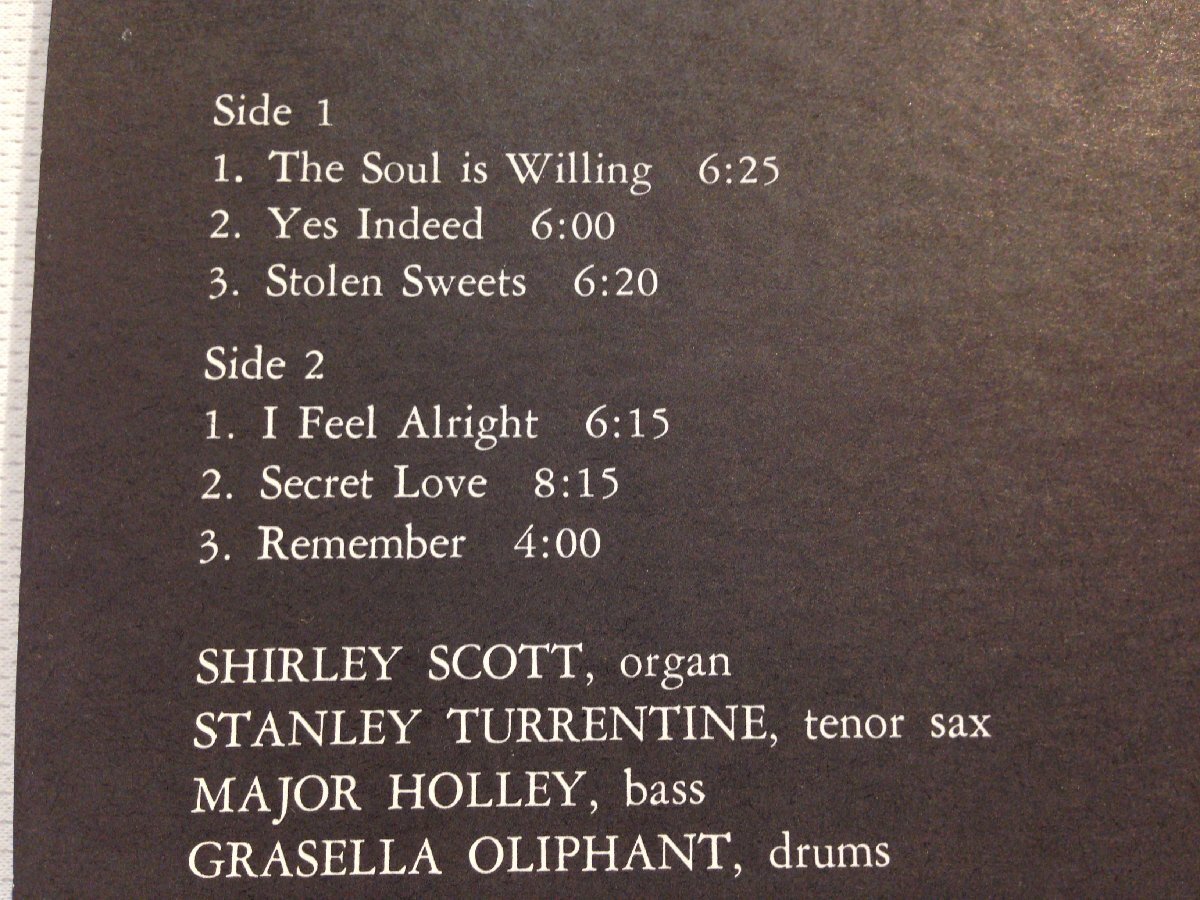 Side 1
1. The Soul is Willing 6:25
2. Yes Indeed 6:00
3. Stolen Sweets 6:20
Side 2
1. I Feel Alright 6:15
2. Secret Love 8:15
3. Remember 4:00
SHIRLEY SCOTT, organ
STANLEY TURRENTINE, tenor sax
MAJOR HOLLEY, bass
GRASELLA OLIPHANT, drums